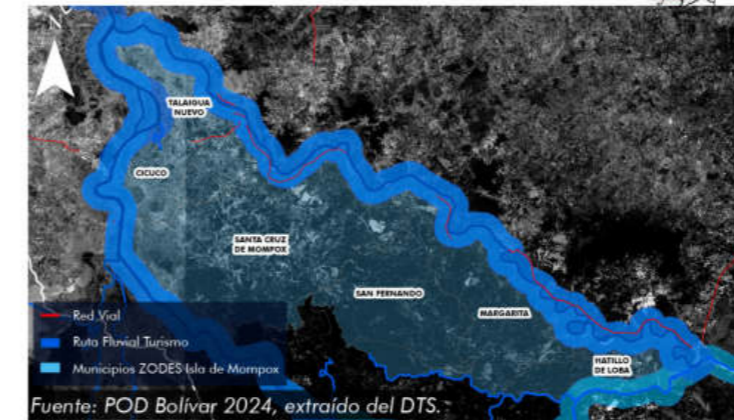 N
TALAIGUA
NUEVO
CICUCO
SANTA CRUZ
DE MOMPOX
SAN FERNANDO
MARGARITA
HATILLO
DE LOBA
Red Vial
Ruta Fluvial Turismo
Municipios ZODES Isla de Mompox
Fuente: POD Bolívar 2024, extraído del DTS.